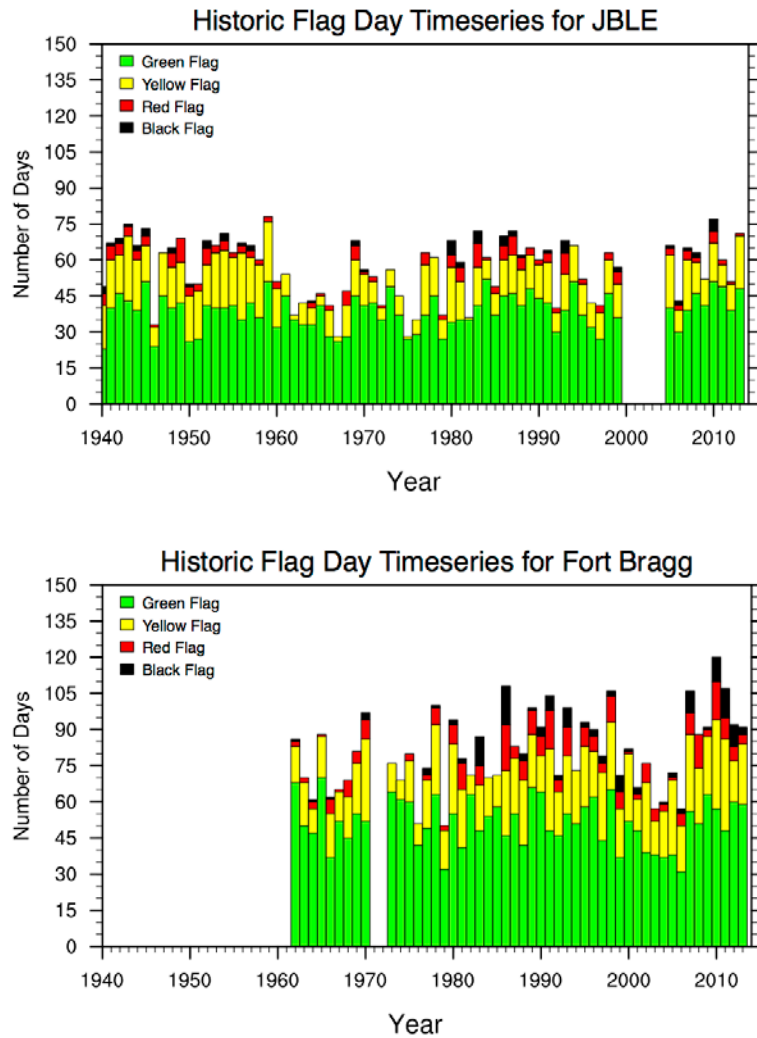 Historic Flag Day Timeseries for JBLE
150
135
120
105
90
75
60
45
30
15
0
Number of Days
Green Flag
Yellow Flag
Red Flag
Black Flag
1940 1950 1960 1970 1980 1990 2000 2010
Year
Historic Flag Day Timeseries for Fort Bragg
150
135
120
105
90
75
60
45
30
15
0
Number of Days
Green Flag
Yellow Flag
Red Flag
Black Flag
1940 1950 1960 1970 1980 1990 2000 2010
Year